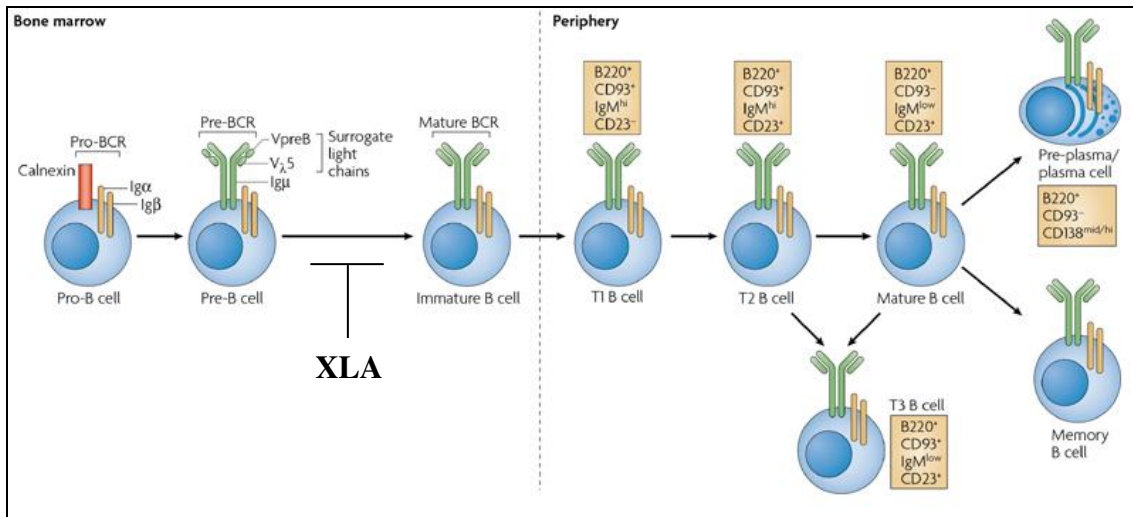 Bone marrow
Pro-BCR
Calnexin
Igα
Igβ
Pro-B cell
Pre-BCR
VpreB
Vλ5
Igμ
Surrogate
light
chains
Pre-B cell
XLA
Mature BCR
Immature B cell
Periphery
B220⁺
CD93⁺
IgMʰⁱ
CD23⁻
T1 B cell
B220⁺
CD93⁺
IgMʰⁱ
CD23⁺
T2 B cell
B220⁺
CD93⁻
IgMˡᵒʷ
CD23⁺
Mature B cell
T3 B cell
B220⁺
CD93⁺
IgMˡᵒʷ
CD23⁺
Pre-plasma/
plasma cell
B220⁺
CD93⁻
CD138ᵐⁱᵈ/ʰⁱ
Memory
B cell